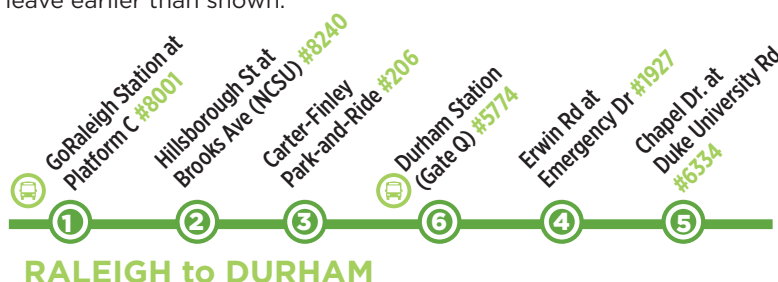 leave earlier than shown.
GoRaleigh Station at
Platform C #8001
Hillsborough St at
Brooks Ave (NCSU) #8240
Carter-Finley
Park-and-Ride #206
Durham Station
(Gate Q) #5774
Erwin Rd at
Emergency Dr #1927
Chapel Dr. at
Duke University Rd
#6334
1
2
3
6
4
5
RALEIGH to DURHAM